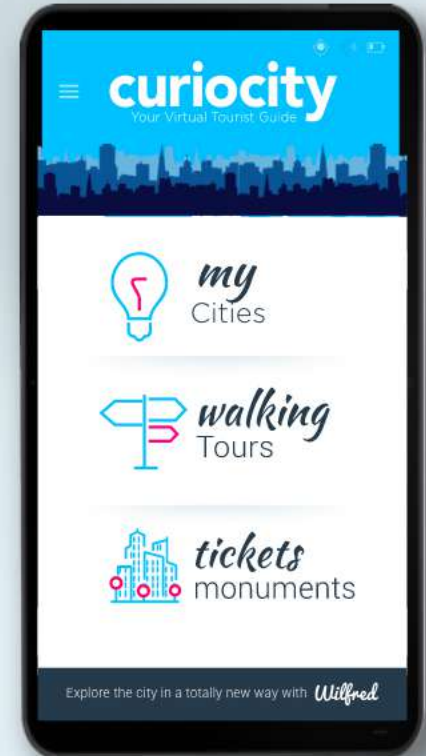 curiocity
Your Virtual Tourist Guide
my
Cities
walking
Tours
tickets
monuments
Explore the city in a totally new way with Wilfred